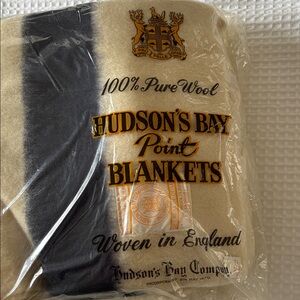 100% Pure Wool
HUDSON'S BAY
Point
BLANKETS
Woven in England
Hudson's Bay Company